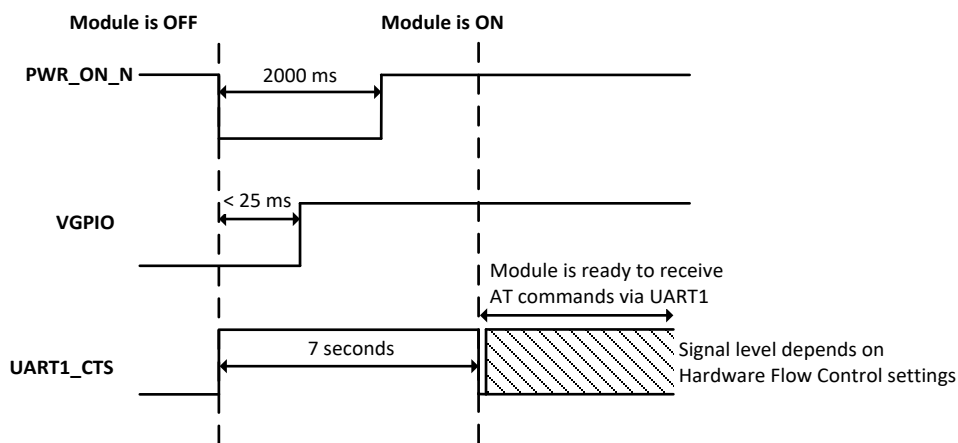 Module is OFF
Module is ON
PWR_ON_N
2000 ms
< 25 ms
VGPIO
Module is ready to receive
AT commands via UART1
7 seconds
UART1_CTS
Signal level depends on
Hardware Flow Control settings